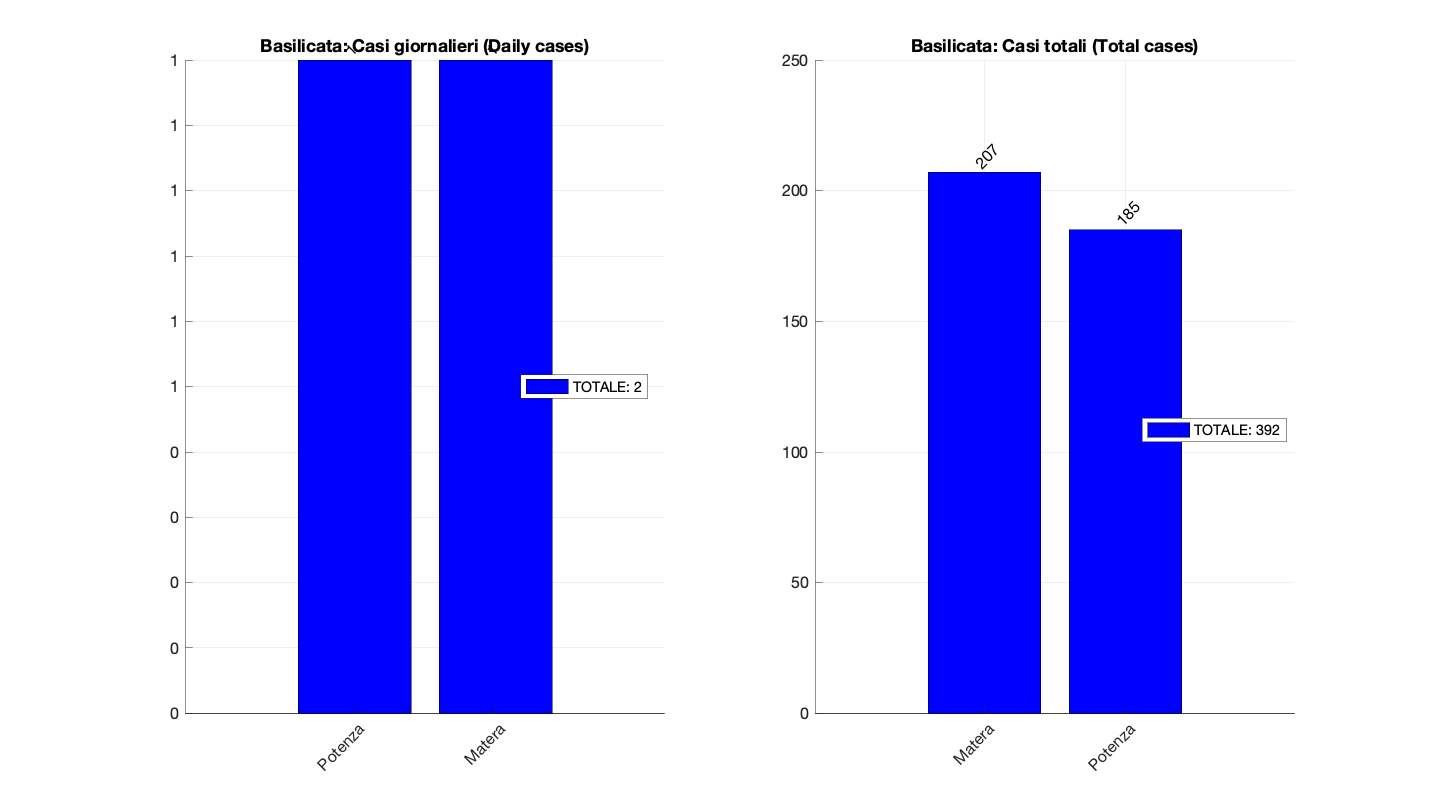 Basilicata: Casi giornalieri (Daily cases)
1
1
1
1
1
1
0
0
0
0
0
TOTALE: 2
Potenza
Matera
Basilicata: Casi totali (Total cases)
250
200
150
100
50
0
207
185
TOTALE: 392
Matera
Potenza